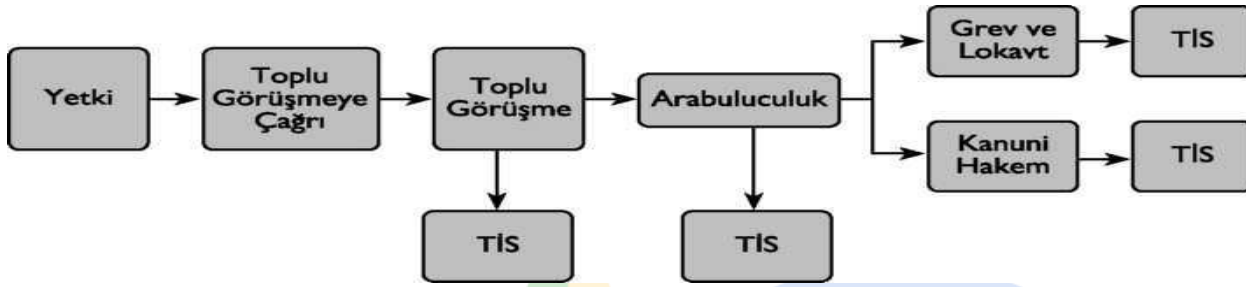 Yetki
Toplu
Görüşmeye
Çağrı
Toplu
Görüşme
TİS
Arabuluculuk
TİS
Grev ve
Lokavt
TİS
Kanuni
Hakem
TİS